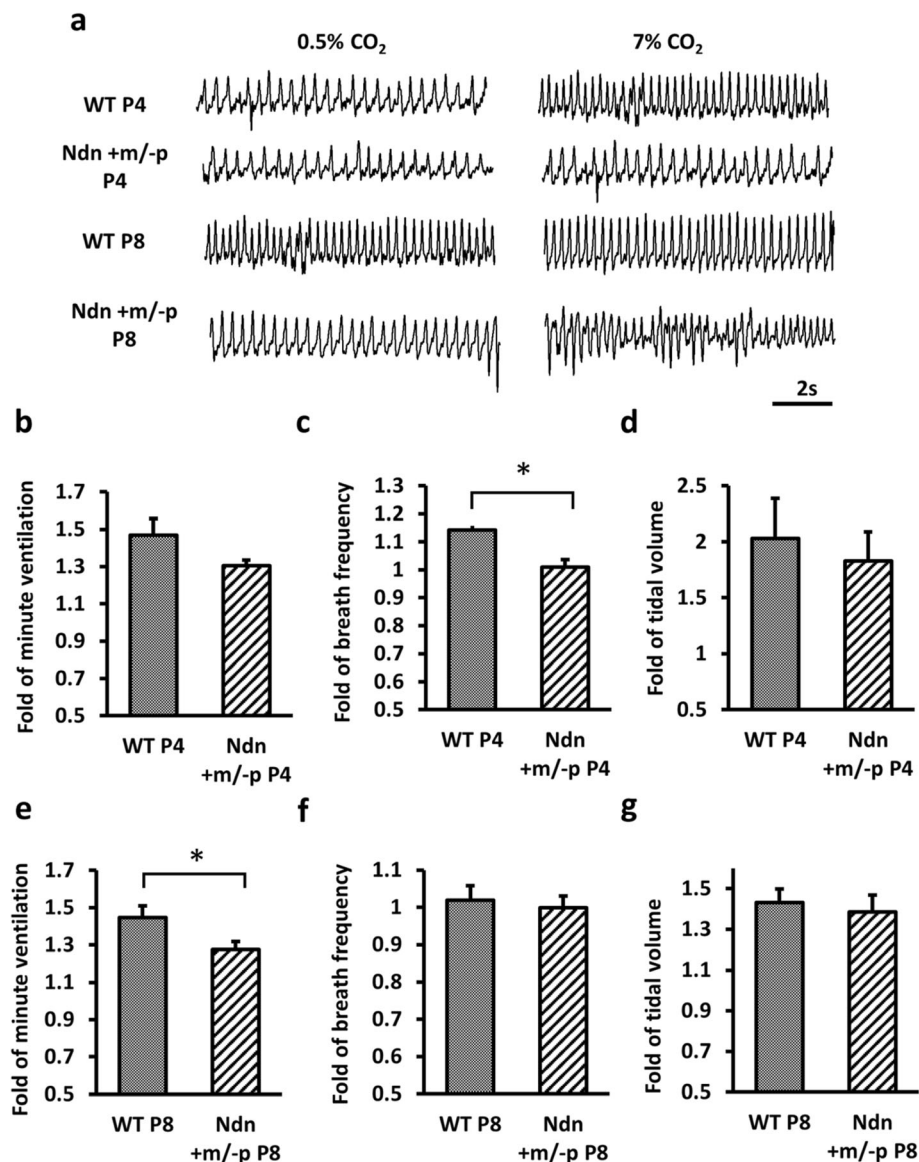 a
0.5% CO₂
7% CO₂
WT P4
Ndn +m/-p
P4
WT P8
Ndn +m/-p
P8
2s
b
c
d
Fold of minute ventilation
1.7
1.5
1.3
1.1
0.9
0.7
0.5
WT P4
Ndn
+m/-p P4
Fold of breath frequency
1.3
1.2
1.1
1
0.9
0.8
0.7
0.6
0.5
*
WT P4
Ndn
+m/-p P4
Fold of tidal volume
2.5
2
1.5
1
0.5
WT P4
Ndn
+m/-p P4
e
f
g
Fold of minute ventilation
1.7
1.5
1.3
1.1
0.9
0.7
0.5
*
WT P8
Ndn
+m/-p P8
Fold of breath frequency
1.1
1
0.9
0.8
0.7
0.6
0.5
WT P8
Ndn
+m/-p P8
Fold of tidal volume
1.5
1.3
1.1
0.9
0.7
0.5
WT P8
Ndn
+m/-p P8